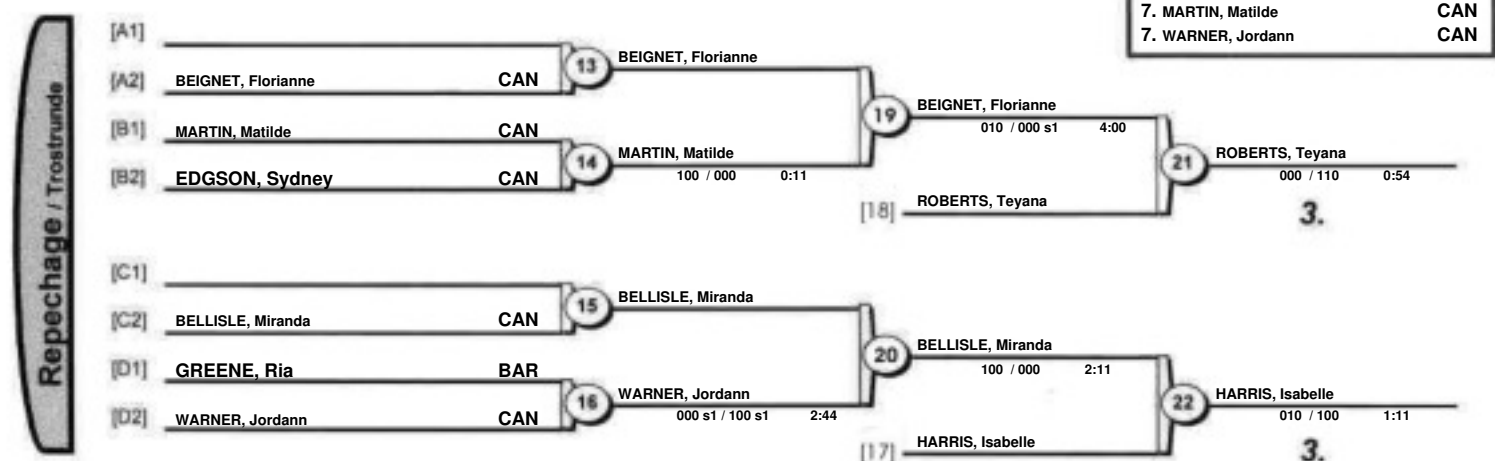 7. MARTIN, Matilde CAN
7. WARNER, Jordann CAN
Repechage / Trostrunde
[A1]
[A2] BEIGNET, Florianne CAN
13 BEIGNET, Florianne
[B1] MARTIN, Matilde CAN
[B2] EDGSON, Sydney CAN
14 MARTIN, Matilde
100 / 000 0:11
19 BEIGNET, Florianne
010 / 000 s1 4:00
[18] ROBERTS, Teyana
21 ROBERTS, Teyana
000 / 110 0:54
3.
[C1]
[C2] BELLISLE, Miranda CAN
15 BELLISLE, Miranda
[D1] GREENE, Ria BAR
[D2] WARNER, Jordann CAN
16 WARNER, Jordann
000 s1 / 100 s1 2:44
20 BELLISLE, Miranda
100 / 000 2:11
[17] HARRIS, Isabelle
22 HARRIS, Isabelle
010 / 100 1:11
3.